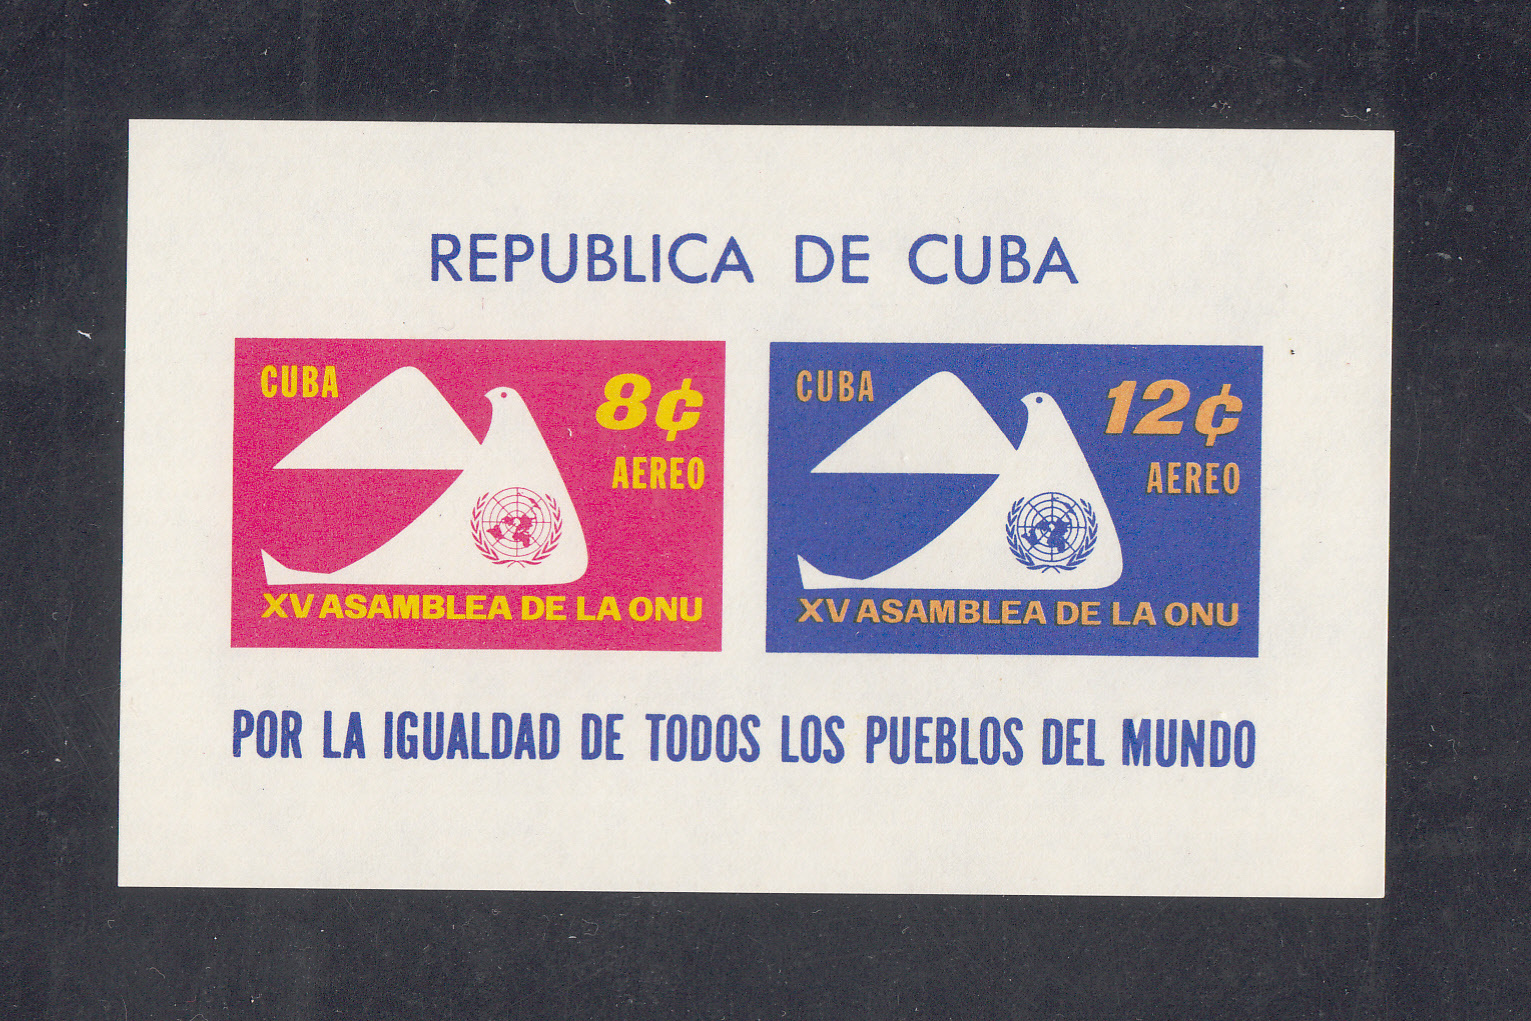 REPUBLICA DE CUBA
CUBA
8¢
AEREO
XV ASAMBLEA DE LA ONU
CUBA
12¢
AEREO
XV ASAMBLEA DE LA ONU
POR LA IGUALDAD DE TODOS LOS PUEBLOS DEL MUNDO